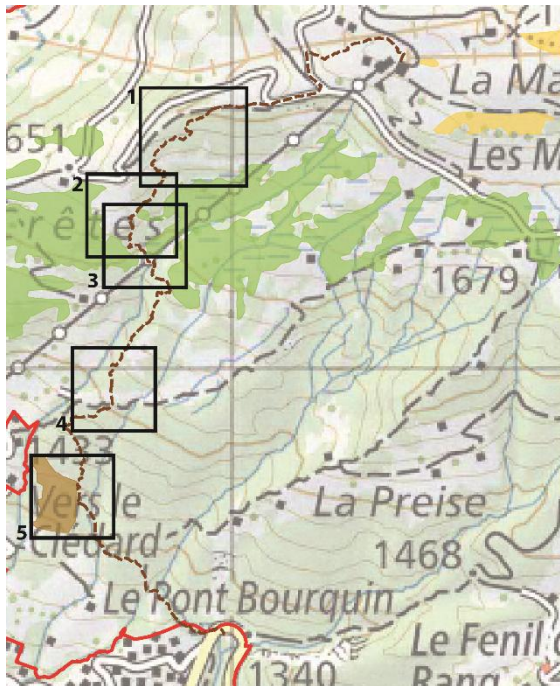 1
La Ma
651
Les M
2
Crêtes
3
1679
4
1433
Vers le
Clédard
5
La Preise
1468
Le Pont Bourquin
Le Fenil
1340
Rang